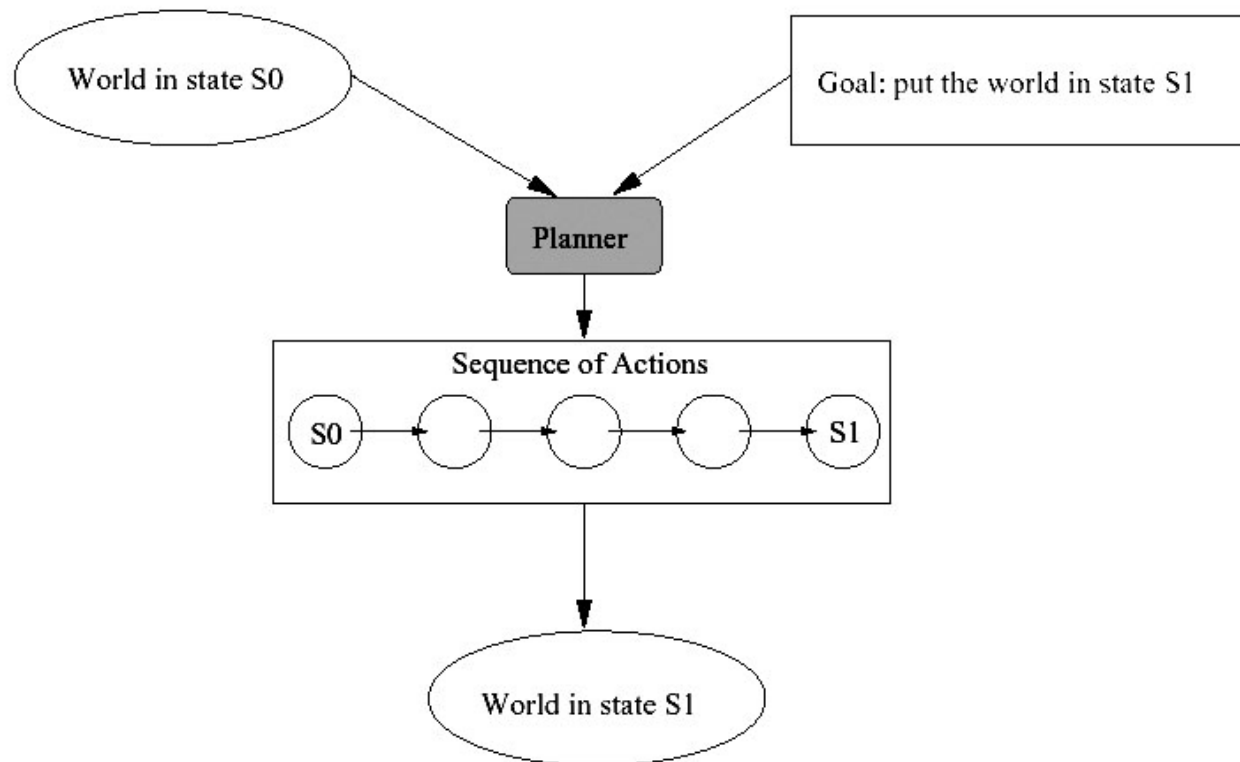 World in state S0
Goal: put the world in state S1
Planner
Sequence of Actions
S0
S1
World in state S1